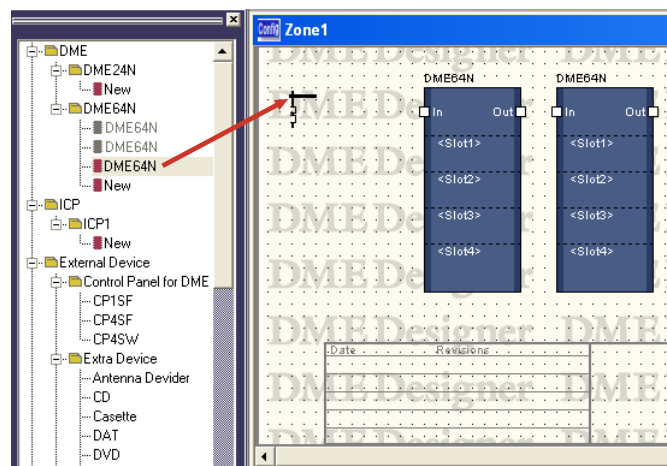 DME
DME24N
New
DME64N
DME64N
DME64N
DME64N
New
ICP
ICP1
New
External Device
Control Panel for DME
CP1SF
CP4SF
CP4SW
Extra Device
Antenna Devider
CD
Casette
DAT
DVD
Config
Zone1
DME Designer
DME64N
In
Out
<Slot1>
<Slot2>
<Slot3>
<Slot4>
DME64N
In
Out
<Slot1>
<Slot2>
<Slot3>
<Slot4>
Date
Revisions